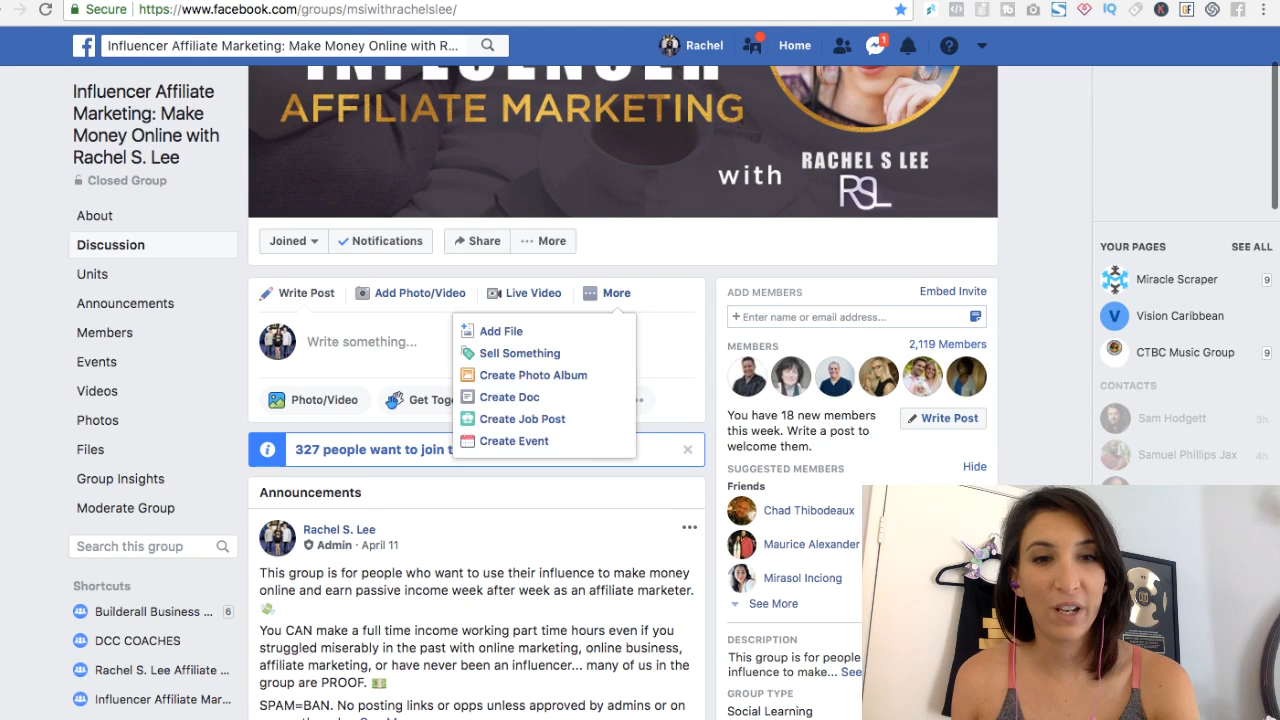 Secure
https://www.facebook.com/groups/msiwithrachelslee/
Influencer Affiliate Marketing: Make Money Online with R...
Rachel
Home
1
Influencer Affiliate
Marketing: Make
Money Online with
Rachel S. Lee
Closed Group
About
Discussion
Units
Announcements
Members
Events
Videos
Photos
Files
Group Insights
Moderate Group
Search this group
Shortcuts
Builderall Business ... 6
DCC COACHES
Rachel S. Lee Affiliate ...
Influencer Affiliate Mar...
INFLUENCER
AFFILIATE MARKETING
with
RACHEL S LEE
RSL
Joined
Notifications
Share
More
Write Post
Add Photo/Video
Live Video
More
Write something...
Add File
Sell Something
Create Photo Album
Create Doc
Create Job Post
Create Event
Photo/Video
Get Toge
327 people want to join t
Announcements
Rachel S. Lee
Admin · April 11
This group is for people who want to use their influence to make money
online and earn passive income week after week as an affiliate marketer.
You CAN make a full time income working part time hours even if you
struggled miserably in the past with online marketing, online business,
affiliate marketing, or have never been an influencer... many of us in the
group are PROOF.
SPAM=BAN. No posting links or opps unless approved by admins or on
ADD MEMBERS
Embed Invite
+ Enter name or email address...
MEMBERS
2,119 Members
You have 18 new members
this week. Write a post to
welcome them.
Write Post
SUGGESTED MEMBERS
Hide
Friends
Chad Thibodeaux
Maurice Alexander
Mirasol Inciong
See More
DESCRIPTION
This group is for people
influence to make... See
GROUP TYPE
Social Learning
YOUR PAGES
SEE ALL
Miracle Scraper 9
Vision Caribbean
CTBC Music Group 9
CONTACTS
Sam Hodgett 3h
Samuel Phillips Jax 4h